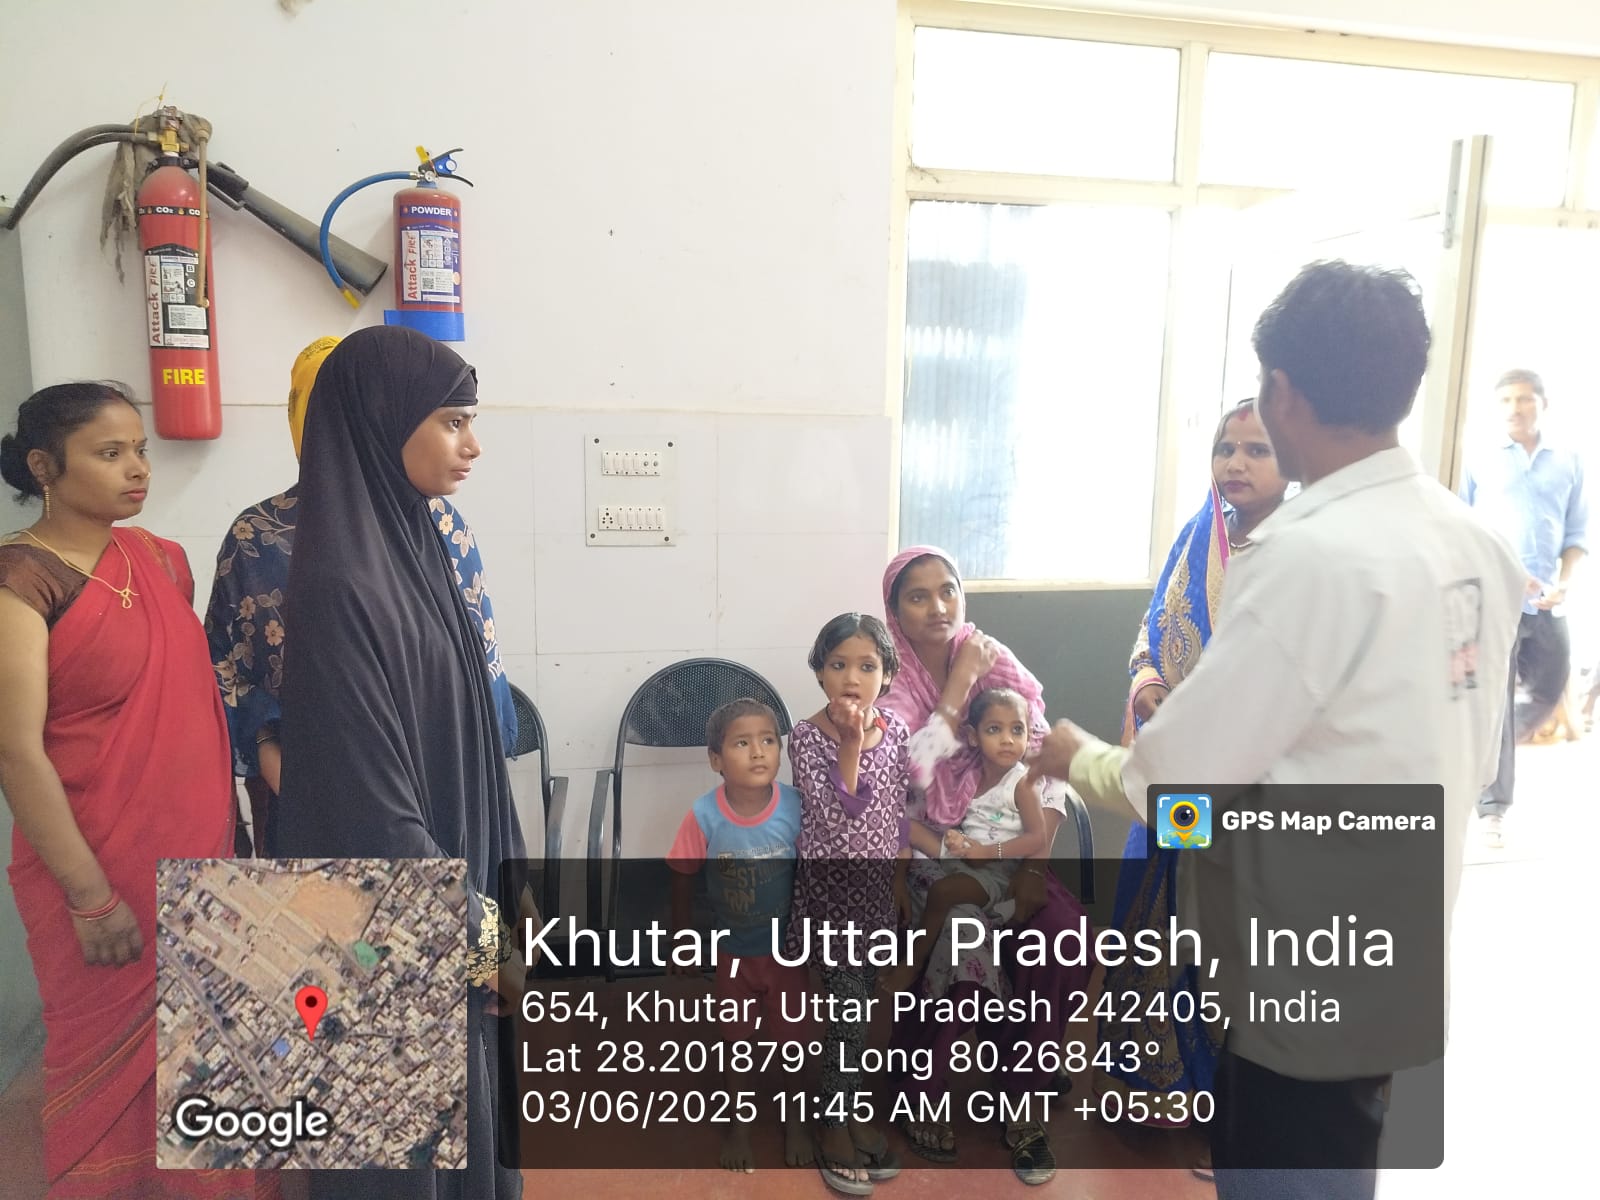 CO₂
FIRE
Attack FIRE
POWDER
Attack FIRE
GPS Map Camera
Khutar, Uttar Pradesh, India
654, Khutar, Uttar Pradesh 242405, India
Lat 28.201879° Long 80.26843°
03/06/2025 11:45 AM GMT +05:30
Google